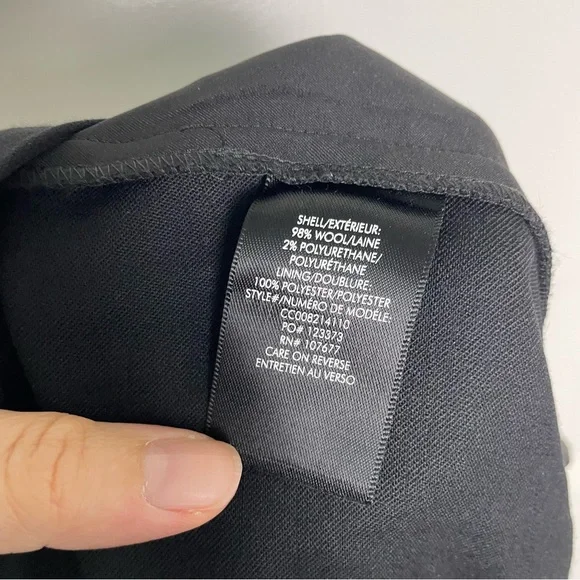 SHELL/EXTÉRIEUR:
98% WOOL/LAINE
2% POLYURETHANE/
POLYURÉTHANE
LINING/DOUBLURE:
100% POLYESTER/POLYESTER
STYLE#/NUMÉRO DE MODÈLE:
CC008214110
PO# 123373
RN# 107677
CARE ON REVERSE
ENTRETIEN AU VERSO